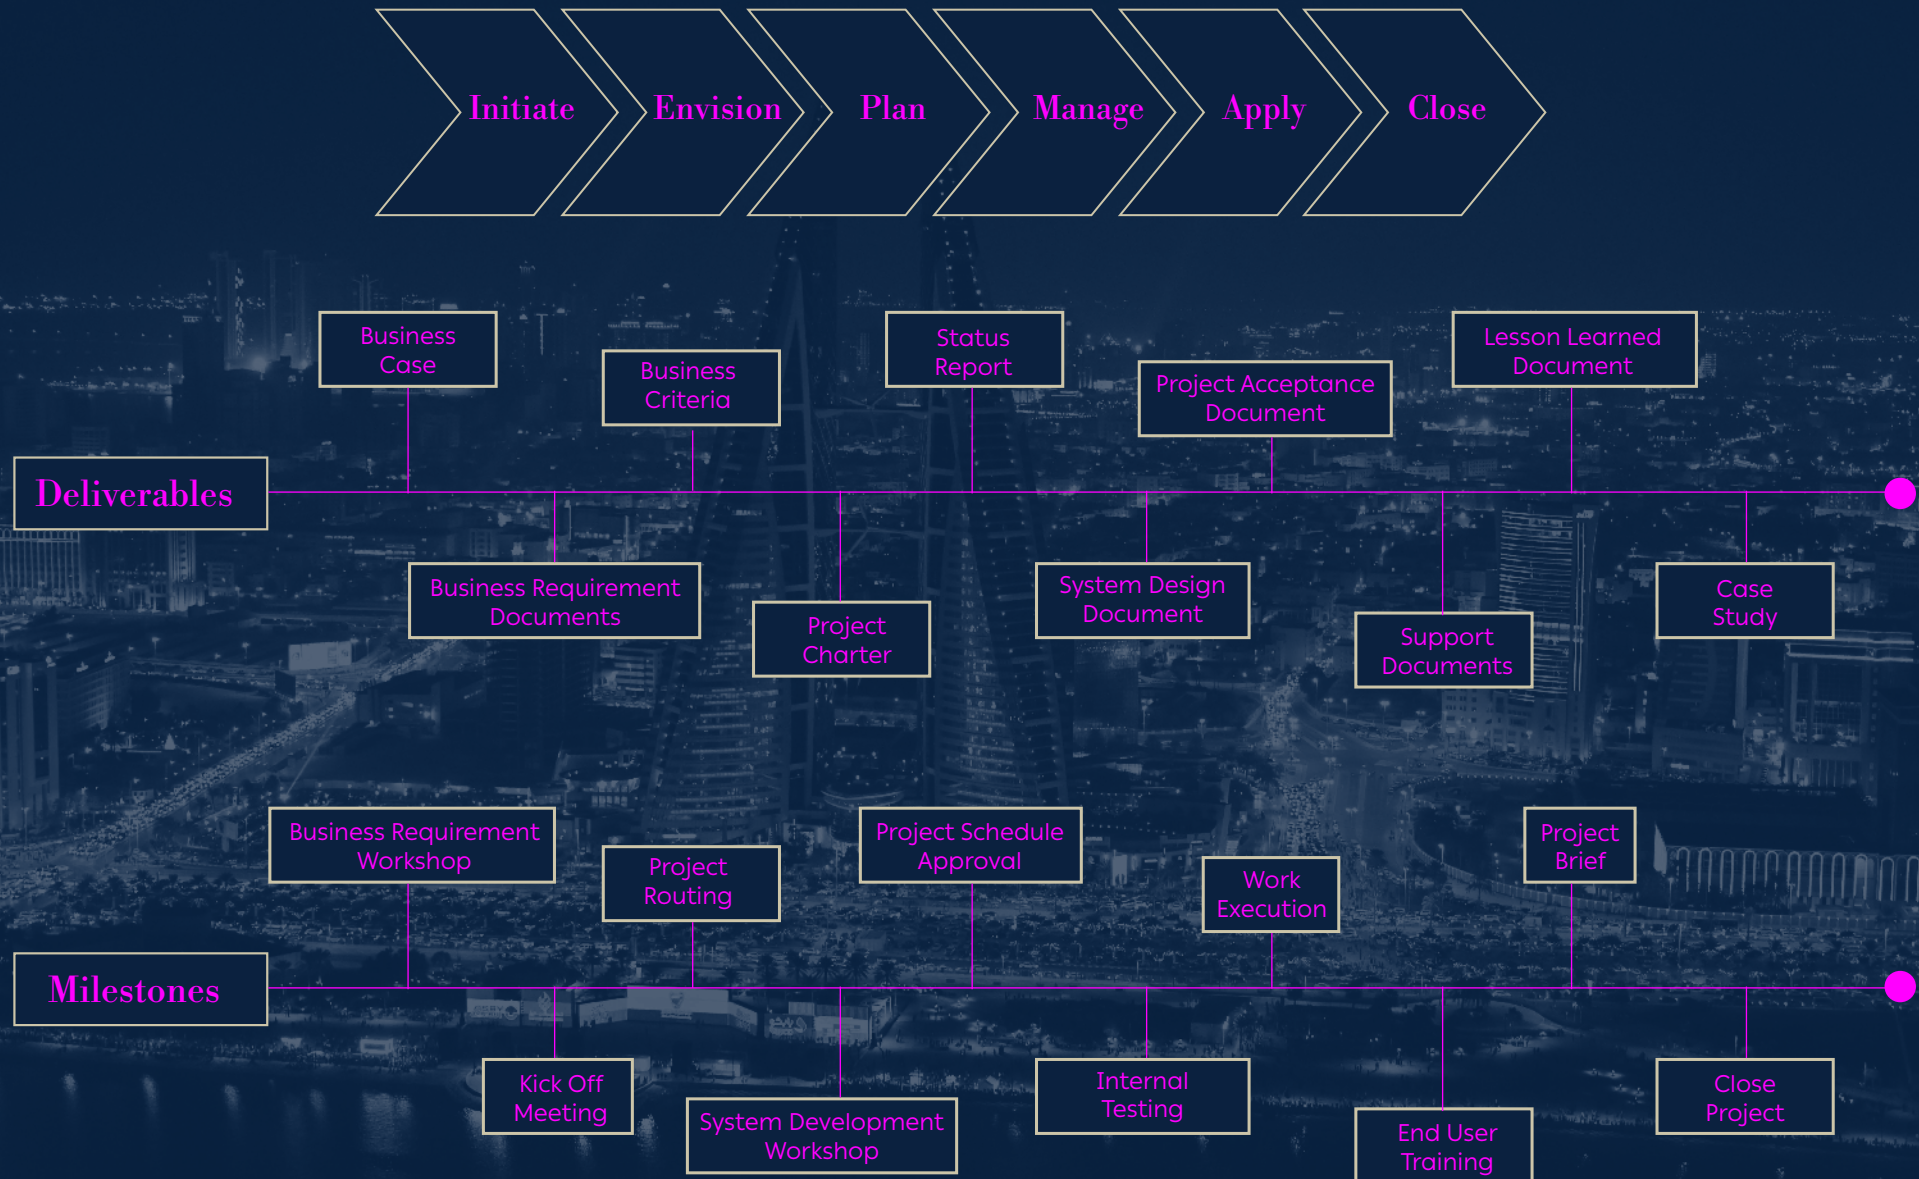 Initiate
Envision
Plan
Manage
Apply
Close
Business
Case
Business
Criteria
Status
Report
Project Acceptance
Document
Lesson Learned
Document
Deliverables
Business Requirement
Documents
Project
Charter
System Design
Document
Support
Documents
Case
Study
Business Requirement
Workshop
Project
Routing
Project Schedule
Approval
Work
Execution
Project
Brief
Milestones
Kick Off
Meeting
System Development
Workshop
Internal
Testing
End User
Training
Close
Project